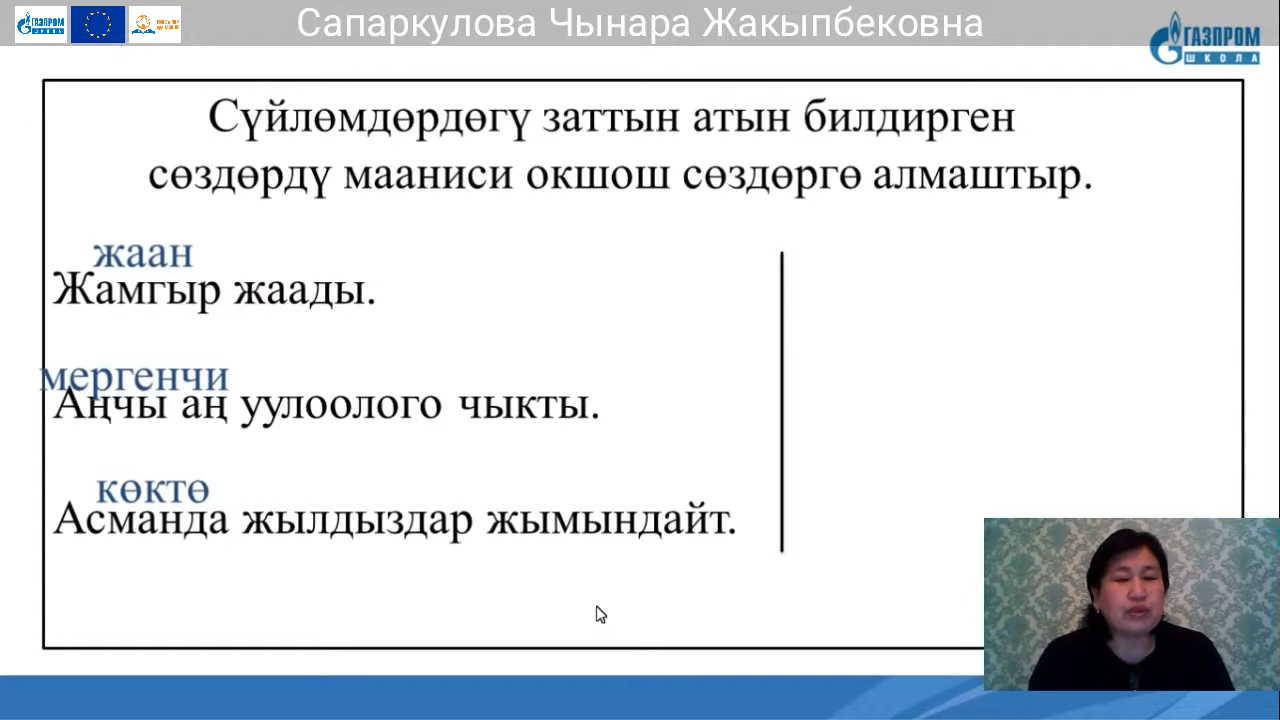 Сапаркулова Чынара Жакыпбековна
ГАЗПРОМ
ШКОЛА
Сүйлөмдөрдөгү заттын атын билдирген
сөздөрдү мааниси окшош сөздөргө алмаштыр.
жаан
Жамгыр жаады.
мергенчи
Аңчы аң уулоолого чыкты.
көктө
Асманда жылдыздар жымындайт.